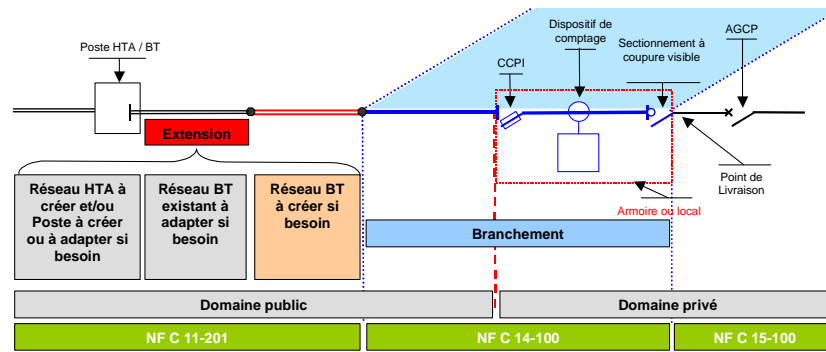 Poste HTA / BT
Dispositif de
comptage
CCPI
Sectionnement à
coupure visible
AGCP
Extension
Point de
Livraison
Armoire ou local
Réseau HTA à
créer et/ou
Poste à créer
ou à adapter si
besoin
Réseau BT
existant à
adapter si
besoin
Réseau BT
à créer si
besoin
Branchement
Domaine public
Domaine privé
NF C 11-201
NF C 14-100
NF C 15-100